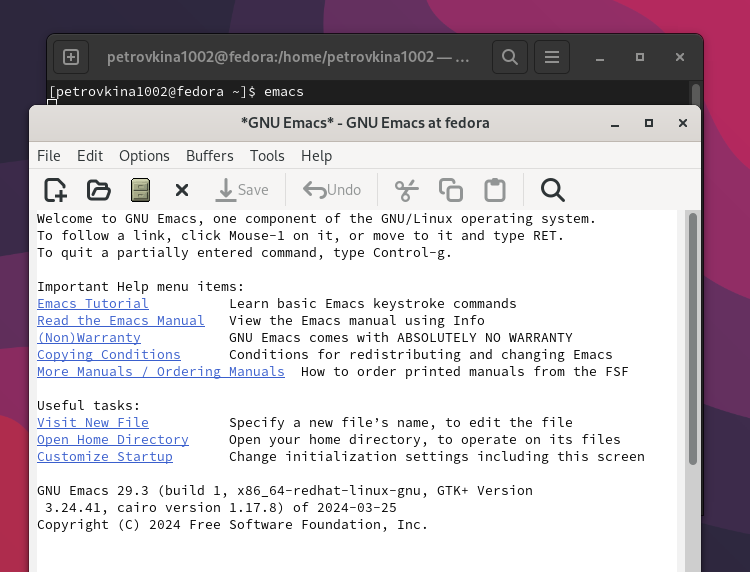 petrovkina1002@fedora:/home/petrovkina1002 — ...
[petrovkina1002@fedora ~]$ emacs
*GNU Emacs* - GNU Emacs at fedora
File Edit Options Buffers Tools Help
Save Undo
Welcome to GNU Emacs, one component of the GNU/Linux operating system.
To follow a link, click Mouse-1 on it, or move to it and type RET.
To quit a partially entered command, type Control-g.
Important Help menu items:
Emacs Tutorial Learn basic Emacs keystroke commands
Read the Emacs Manual View the Emacs manual using Info
(Non)Warranty GNU Emacs comes with ABSOLUTELY NO WARRANTY
Copying Conditions Conditions for redistributing and changing Emacs
More Manuals / Ordering Manuals How to order printed manuals from the FSF
Useful tasks:
Visit New File Specify a new file’s name, to edit the file
Open Home Directory Open your home directory, to operate on its files
Customize Startup Change initialization settings including this screen
GNU Emacs 29.3 (build 1, x86_64-redhat-linux-gnu, GTK+ Version
3.24.41, cairo version 1.17.8) of 2024-03-25
Copyright (C) 2024 Free Software Foundation, Inc.